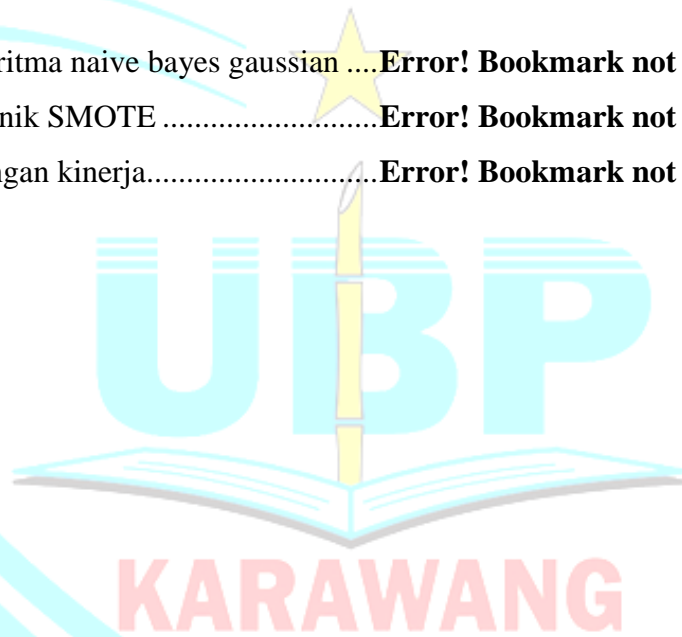 ritma naive bayes gaussian ....Error! Bookmark not
nik SMOTE ...........................Error! Bookmark not
ngan kinerja.............................Error! Bookmark not
UBP
KARAWANG